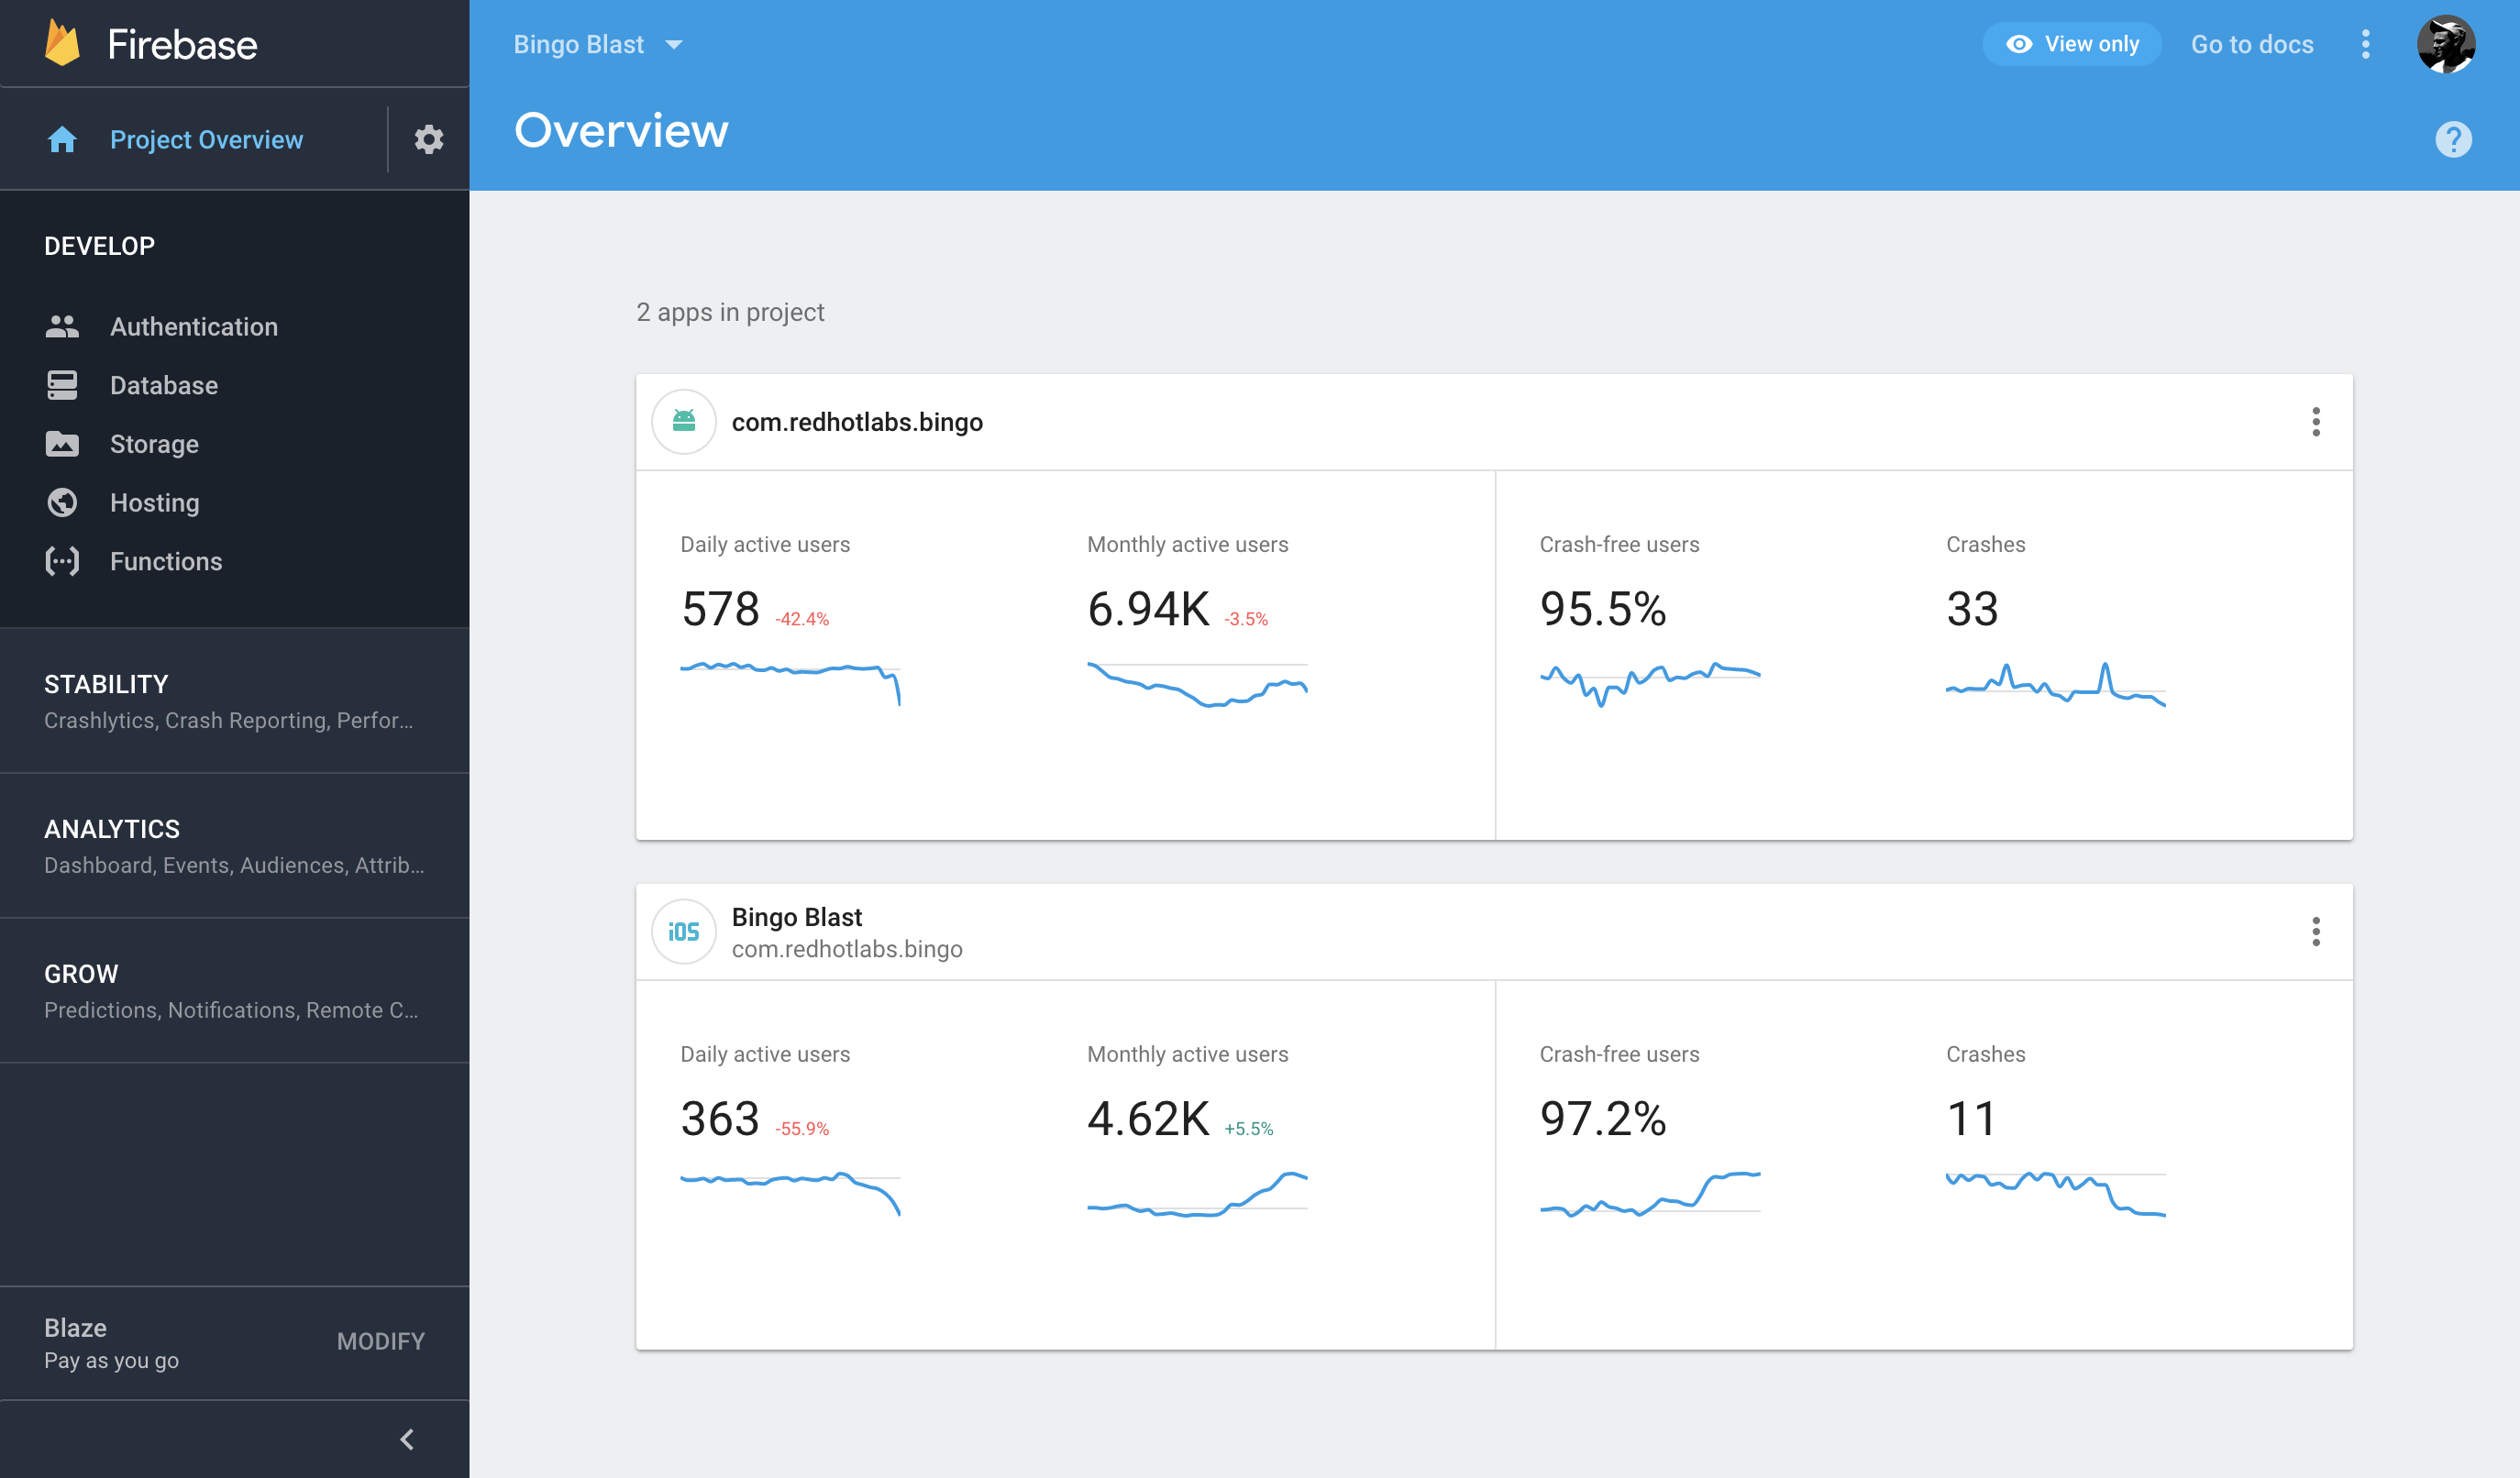 Firebase
Project Overview
DEVELOP
Authentication
Database
Storage
Hosting
Functions
STABILITY
Crashlytics, Crash Reporting, Perfor...
ANALYTICS
Dashboard, Events, Audiences, Attrib...
GROW
Predictions, Notifications, Remote C...
Blaze
Pay as you go
MODIFY
Bingo Blast
View only
Go to docs
Overview
?
2 apps in project
com.redhotlabs.bingo
Daily active users
578 -42.4%
Monthly active users
6.94K -3.5%
Crash-free users
95.5%
Crashes
33
iOS
Bingo Blast
com.redhotlabs.bingo
Daily active users
363 -55.9%
Monthly active users
4.62K +5.5%
Crash-free users
97.2%
Crashes
11